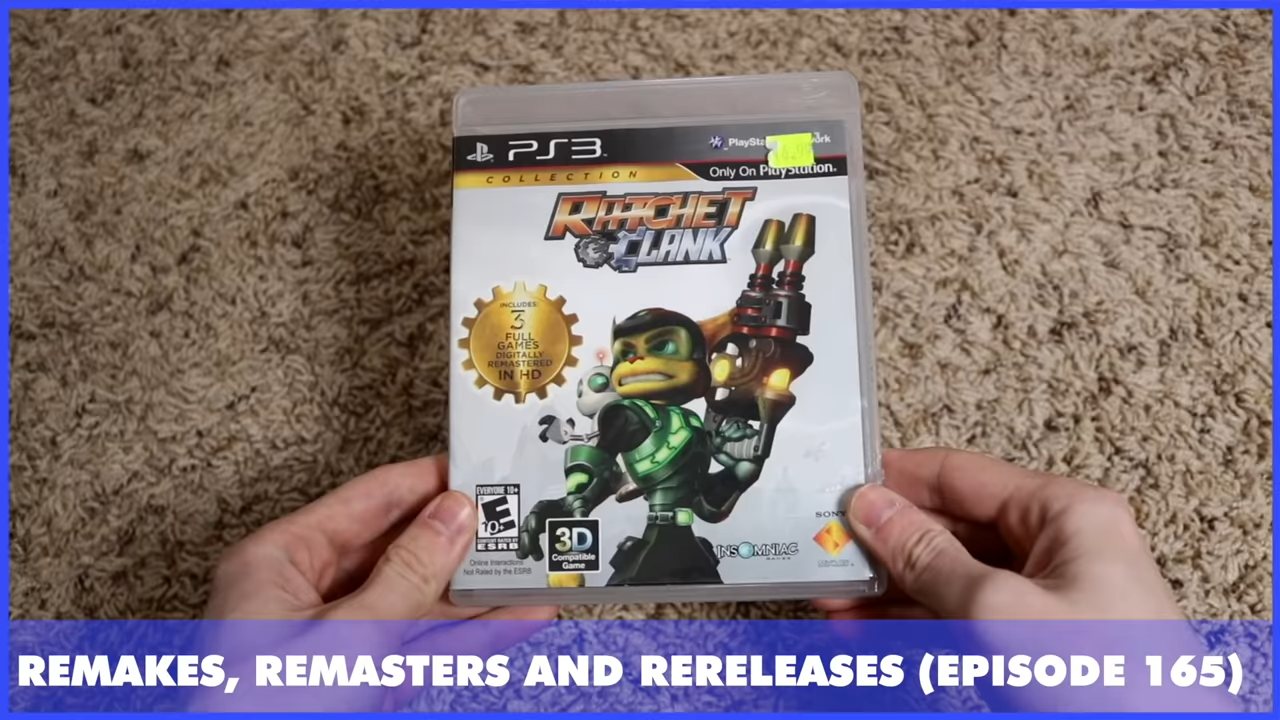 PS3
PlayStation Network
COLLECTION
Only On PlayStation
RATCHET
CLANK
INCLUDES:
3
FULL
GAMES
DIGITALLY
REMASTERED
IN HD
EVERYONE 10+
E
10+
CONTENT RATED BY
ESRB
Online Interactions
Not Rated by the ESRB
3D
Compatible
Game
INSOMNIAC
GAMES
SONY
REMAKES, REMASTERS AND RERELEASES (EPISODE 165)